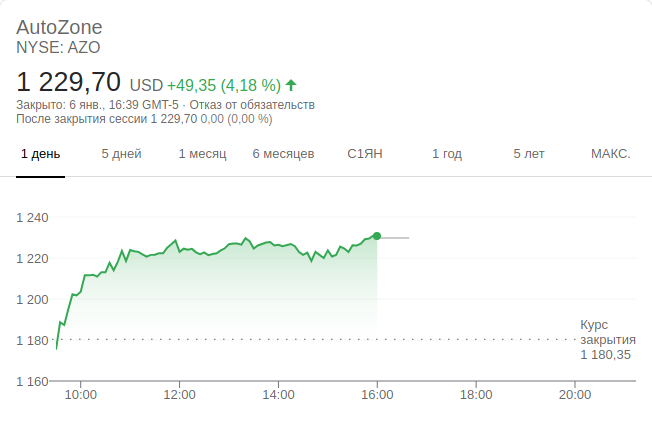 AutoZone
NYSE: AZO
1 229,70 USD +49,35 (4,18 %)
Закрыто: 6 янв., 16:39 GMT-5 · Отказ от обязательств
После закрытия сессии 1 229,70 0,00 (0,00 %)
1 день 5 дней 1 месяц 6 месяцев С1ЯН 1 год 5 лет МАКС.
1 240
1 220
1 200
1 180
1 160
Курс
закрытия
1 180,35
10:00 12:00 14:00 16:00 18:00 20:00